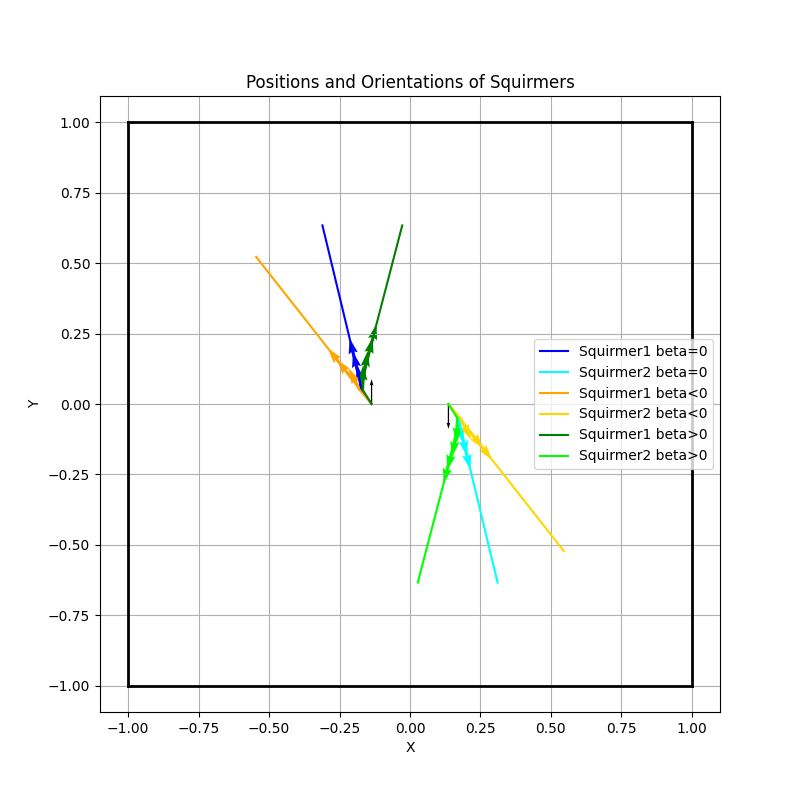 Positions and Orientations of Squirmers
Y
1.00
0.75
0.50
0.25
0.00
−0.25
−0.50
−0.75
−1.00
Squirmer1 beta=0
Squirmer2 beta=0
Squirmer1 beta<0
Squirmer2 beta<0
Squirmer1 beta>0
Squirmer2 beta>0
−1.00 −0.75 −0.50 −0.25 0.00 0.25 0.50 0.75 1.00
X